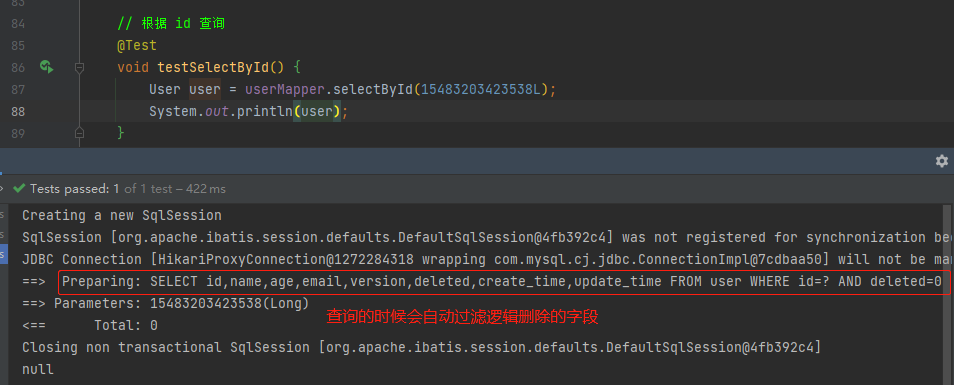 83
84 // 根据 id 查询
85 @Test
86 void testSelectById() {
87 User user = userMapper.selectById(15483203423538L);
88 System.out.println(user);
89 }
Tests passed: 1 of 1 test – 422 ms
Creating a new SqlSession
SqlSession [org.apache.ibatis.session.defaults.DefaultSqlSession@4fb392c4] was not registered for synchronization bec
JDBC Connection [HikariProxyConnection@1272284318 wrapping com.mysql.cj.jdbc.ConnectionImpl@7cdbaa50] will not be ma
==>  Preparing: SELECT id,name,age,email,version,deleted,create_time,update_time FROM user WHERE id=? AND deleted=0
==> Parameters: 15483203423538(Long)
查询的时候会自动过滤逻辑删除的字段
<==      Total: 0
Closing non transactional SqlSession [org.apache.ibatis.session.defaults.DefaultSqlSession@4fb392c4]
null